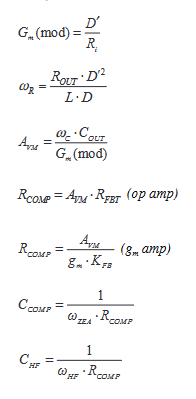 G_m(mod) = D′ / R_i
ω_R = R_OUT · D′² / L · D
A_VM = ω_C · C_OUT / G_m(mod)
R_COMP = A_VM · R_FBT (op amp)
R_COMP = A_VM / g_m · K_FB (g_m amp)
C_COMP = 1 / ω_ZEA · R_COMP
C_HF = 1 / ω_HF · R_COMP